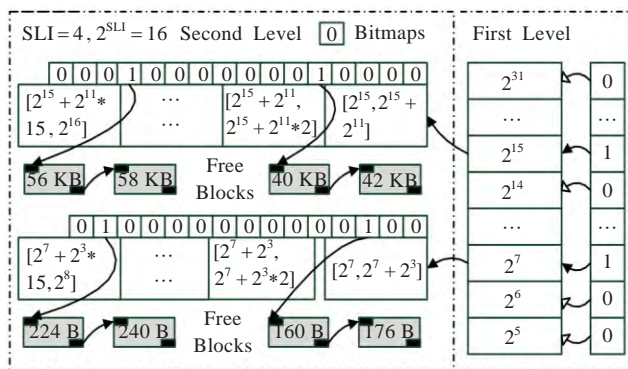 SLI=4, 2^SLI=16 Second Level 0 Bitmaps
0 0 0 1 0 0 0 0 0 0 0 1 0 0 0 0
[2^15+2^11*
15,2^16]
…
…
[2^15+2^11,
2^15+2^11*2]
[2^15,2^15+
2^11]
56 KB
58 KB
Free
Blocks
40 KB
42 KB
0 1 0 0 0 0 0 0 0 0 0 0 1 0 0
[2^7+2^3*
15,2^8]
…
…
[2^7+2^3,
2^7+2^3*2]
[2^7,2^7+2^3]
224 B
240 B
Free
Blocks
160 B
176 B
First Level
2^31 0
… …
2^15 1
2^14 0
… …
2^7 1
2^6 0
2^5 0